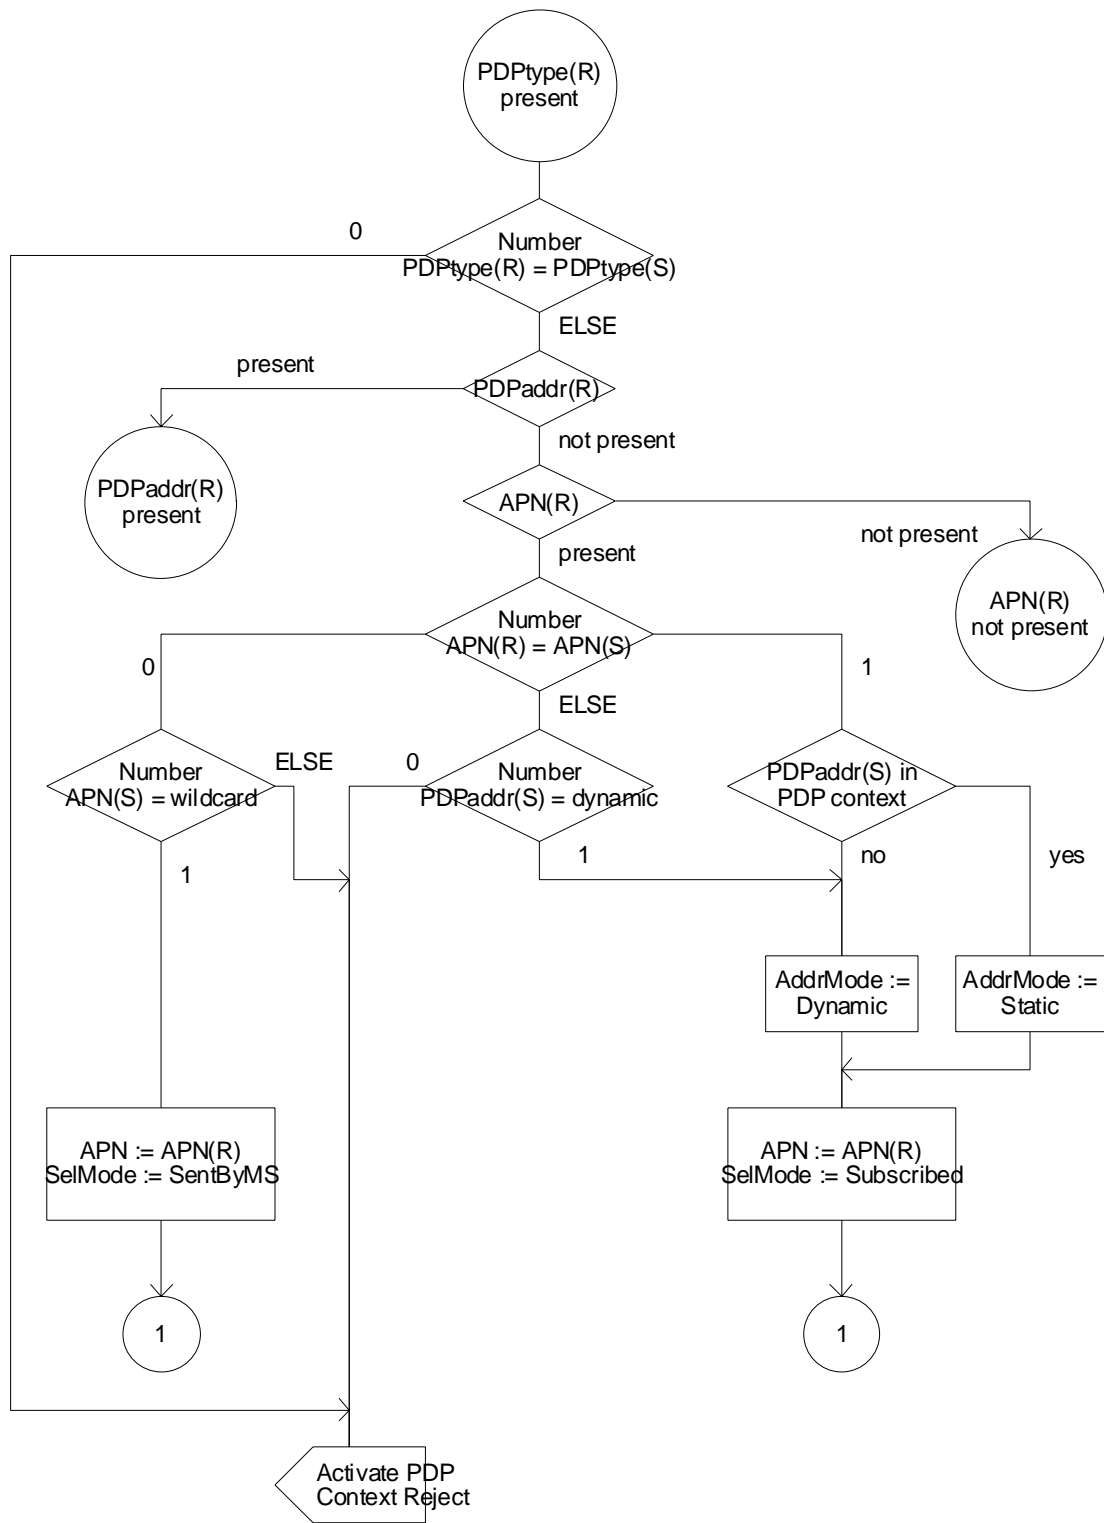 PDPtype(R)
present
0
Number
PDPtype(R) = PDPtype(S)
ELSE
present
PDPaddr(R)
not present
PDPaddr(R)
present
APN(R)
not present
present
APN(R)
not present
Number
APN(R) = APN(S)
0
1
ELSE
Number
APN(S) = wildcard
ELSE
0
Number
PDPaddr(S) = dynamic
PDPaddr(S) in
PDP context
1
1
no
yes
AddrMode :=
Dynamic
AddrMode :=
Static
APN := APN(R)
SelMode := SentByMS
APN := APN(R)
SelMode := Subscribed
1
1
Activate PDP
Context Reject